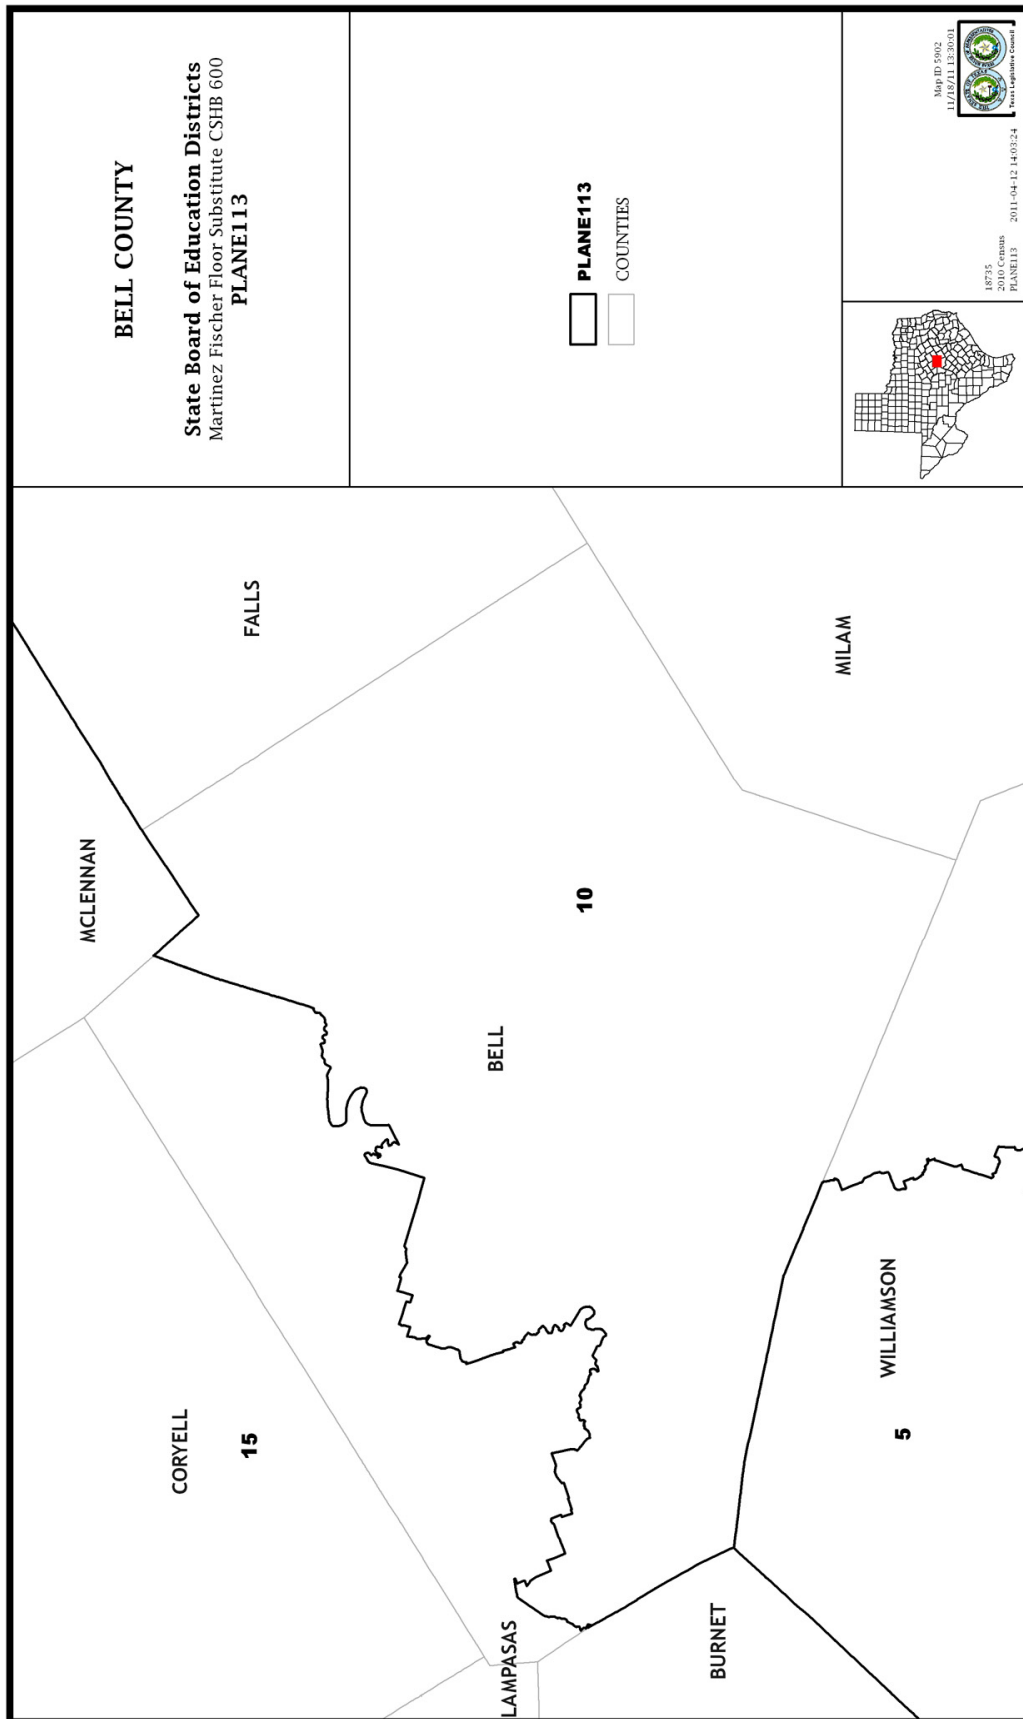 BELL COUNTY
State Board of Education Districts
Martinez Fischer Floor Substitute CSHB 600
PLANE113
PLANE113
COUNTIES
18735
2010 Census
PLANE113
2011-04-12 14:03:24
Map ID 5902
11/18/11 13:30:01
Texas Legislative Council
MCLENNAN
FALLS
CORYELL
15
BELL
10
LAMPASAS
MILAM
BURNET
WILLIAMSON
5